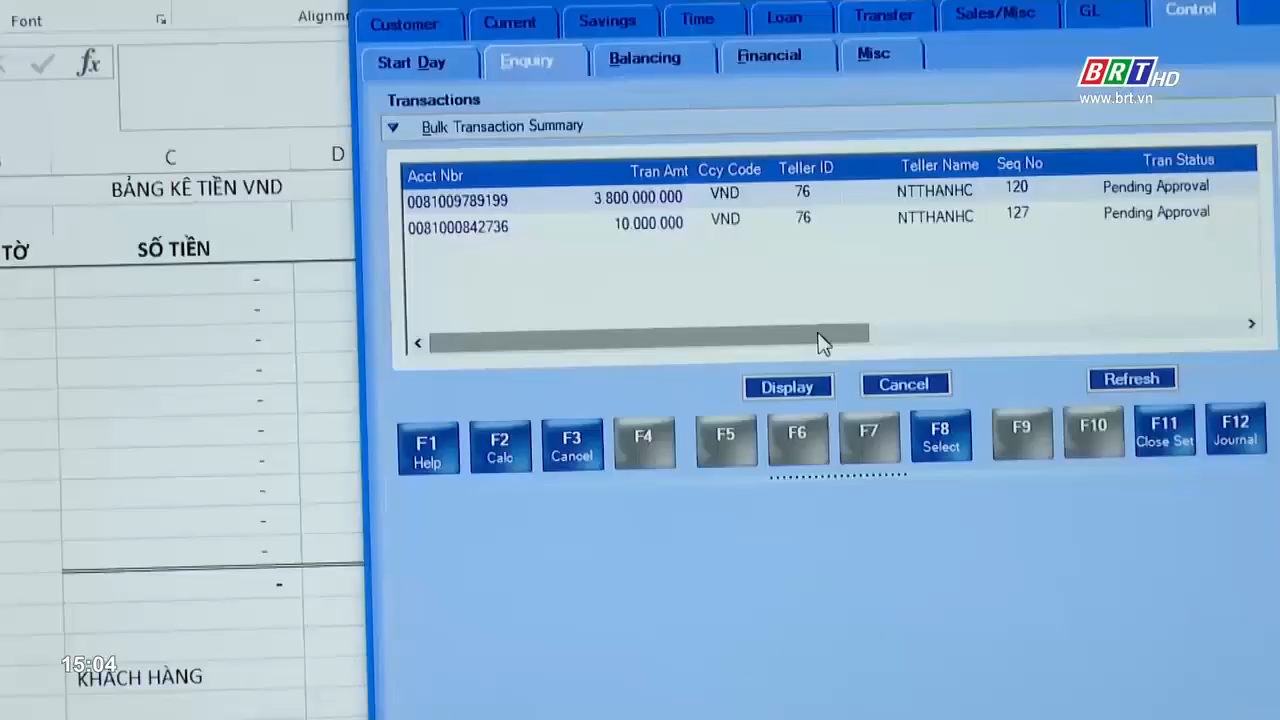 Font
Alignm
fx
C
D
BẢNG KÊ TIỀN VND
TỜ
SỐ TIỀN
-
-
-
-
-
-
-
-
-
-
-
KHÁCH HÀNG
15:04
Customer Current Savings Time Loan Transfer Sales/Misc GL Control
Start Day Enquiry Balancing Financial Misc
BRT HD
www.brt.vn
Transactions
Bulk Transaction Summary
Acct Nbr Tran Amt Ccy Code Teller ID Teller Name Seq No Tran Status
0081009789199 3.800.000.000 VND 76 NTTHANHC 120 Pending Approval
0081000842736 10.000.000 VND 76 NTTHANHC 127 Pending Approval
Display Cancel Refresh
F1 F2 F3 F4 F5 F6 F7 F8 F9 F10 F11 F12
Help Calc Cancel Select Close Set Journal